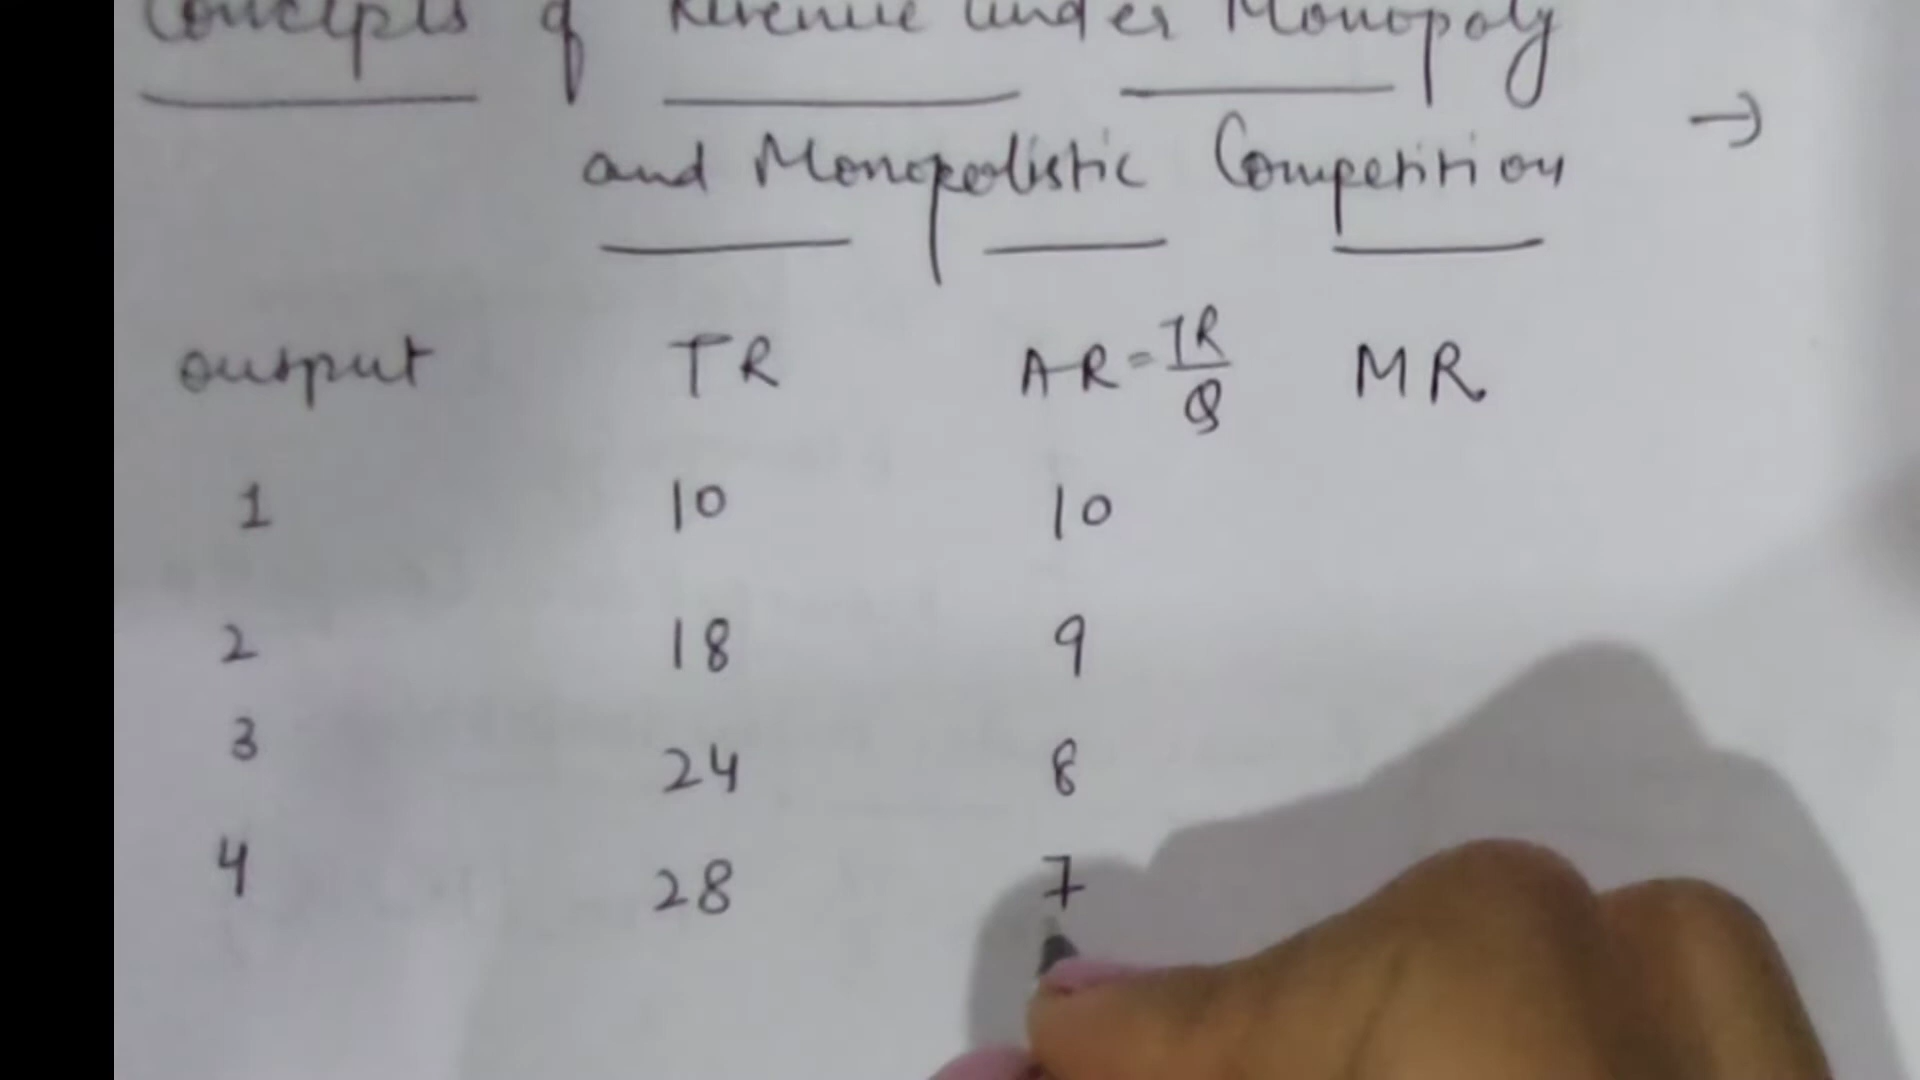 Concepts of Revenue under Monopoly
and Monopolistic Competition →
output TR AR = TR/Q MR
1 10 10
2 18 9
3 24 8
4 28 7